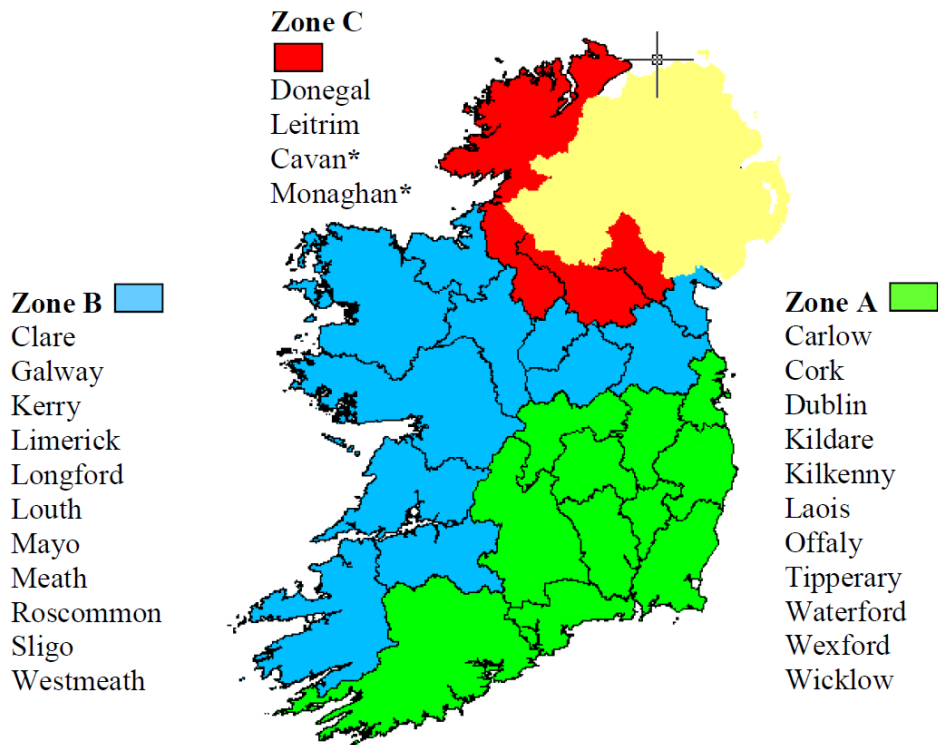 Zone C
Donegal
Leitrim
Cavan*
Monaghan*
Zone B
Clare
Galway
Kerry
Limerick
Longford
Louth
Mayo
Meath
Roscommon
Sligo
Westmeath
Zone A
Carlow
Cork
Dublin
Kildare
Kilkenny
Laois
Offaly
Tipperary
Waterford
Wexford
Wicklow